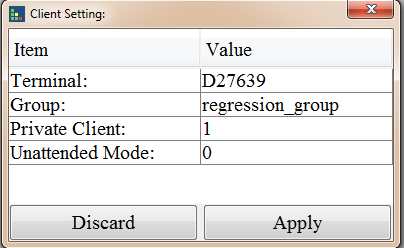 Client Setting:
Item Value
Terminal: D27639
Group: regression_group
Private Client: 1
Unattended Mode: 0
Discard Apply